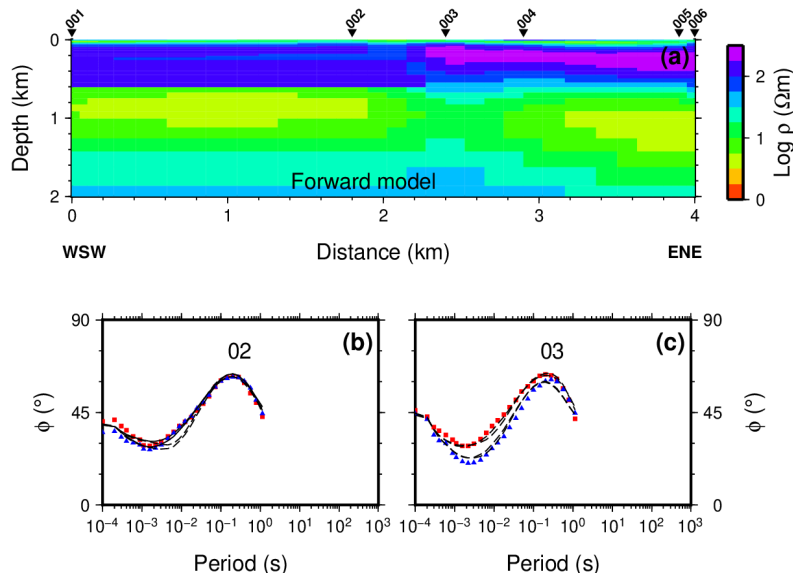 001 002 003 004 005 006
0 (a)
1
2
Depth (km)
Forward model
0 1 2 3 4
WSW Distance (km) ENE
2
1
0
Log ρ (Ωm)
90 (b) 02
45
0
ϕ (°)
10⁻⁴ 10⁻³ 10⁻² 10⁻¹ 10⁰ 10¹ 10² 10³
Period (s)
(c) 03 90
45
0
ϕ (°)
10⁻⁴ 10⁻³ 10⁻² 10⁻¹ 10⁰ 10¹ 10² 10³
Period (s)